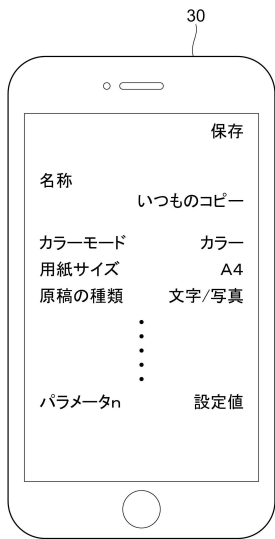 30
保存
名称
いつものコピー
カラーモード カラー
用紙サイズ A4
原稿の種類 文字/写真
パラメータn 設定値